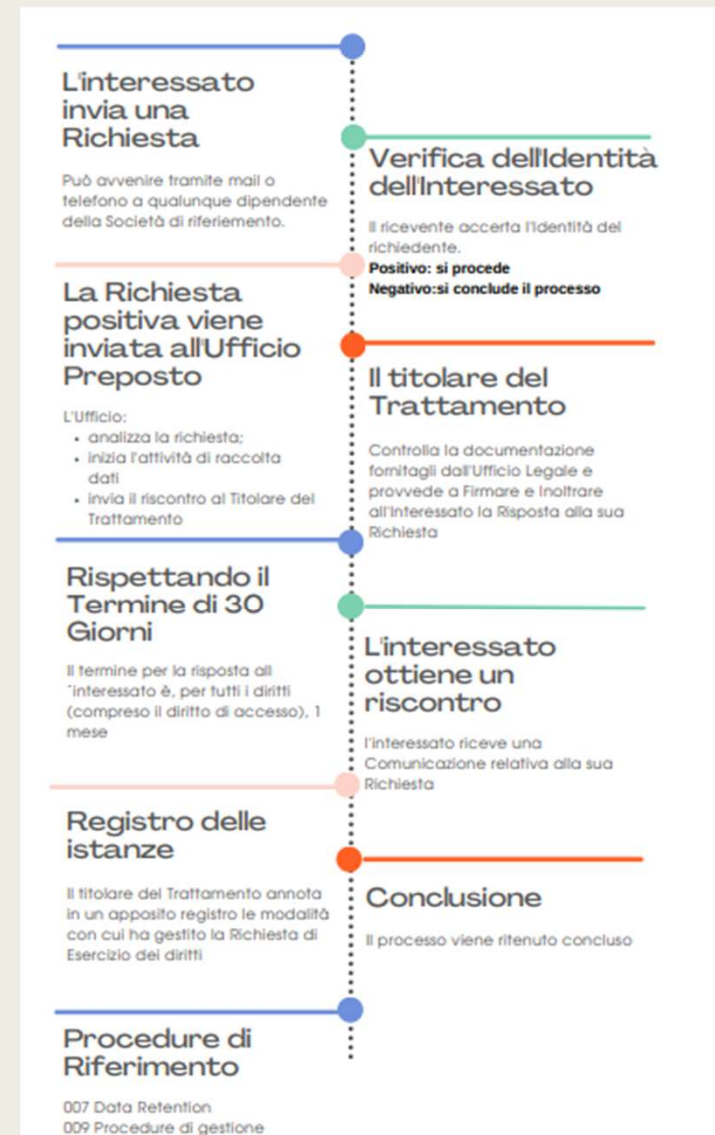 L'interessato
invia una
Richiesta
Può avvenire tramite mail o
telefono a qualunque dipendente
della Società di riferiemento.
Verifica dell'Identità
dell'Interessato
Il ricevente accerta l'Identità del
richiedente.
Positivo: si procede
Negativo:si conclude il processo
La Richiesta
positiva viene
inviata all'Ufficio
Preposto
L'Ufficio:
• analizza la richiesta;
• inizia l'attività di raccolta
dati
• invia il riscontro al Titolare del
Trattamento
Il titolare del
Trattamento
Controlla la documentazione
fornitagli dall'Ufficio Legale e
provvede a Firmare e Inoltrare
all'Interessato la Risposta alla sua
Richiesta
Rispettando il
Termine di 30
Giorni
Il termine per la risposta all
´interessato è, per tutti i diritti
(compreso il diritto di accesso), 1
mese
L'interessato
ottiene un
riscontro
l'interessato riceve una
Comunicazione relativa alla sua
Richiesta
Registro delle
istanze
Il titolare del Trattamento annota
in un apposito registro le modalità
con cui ha gestito la Richiesta di
Esercizio dei diritti
Conclusione
Il processo viene ritenuto concluso
Procedure di
Riferimento
007 Data Retention
009 Procedure di gestione